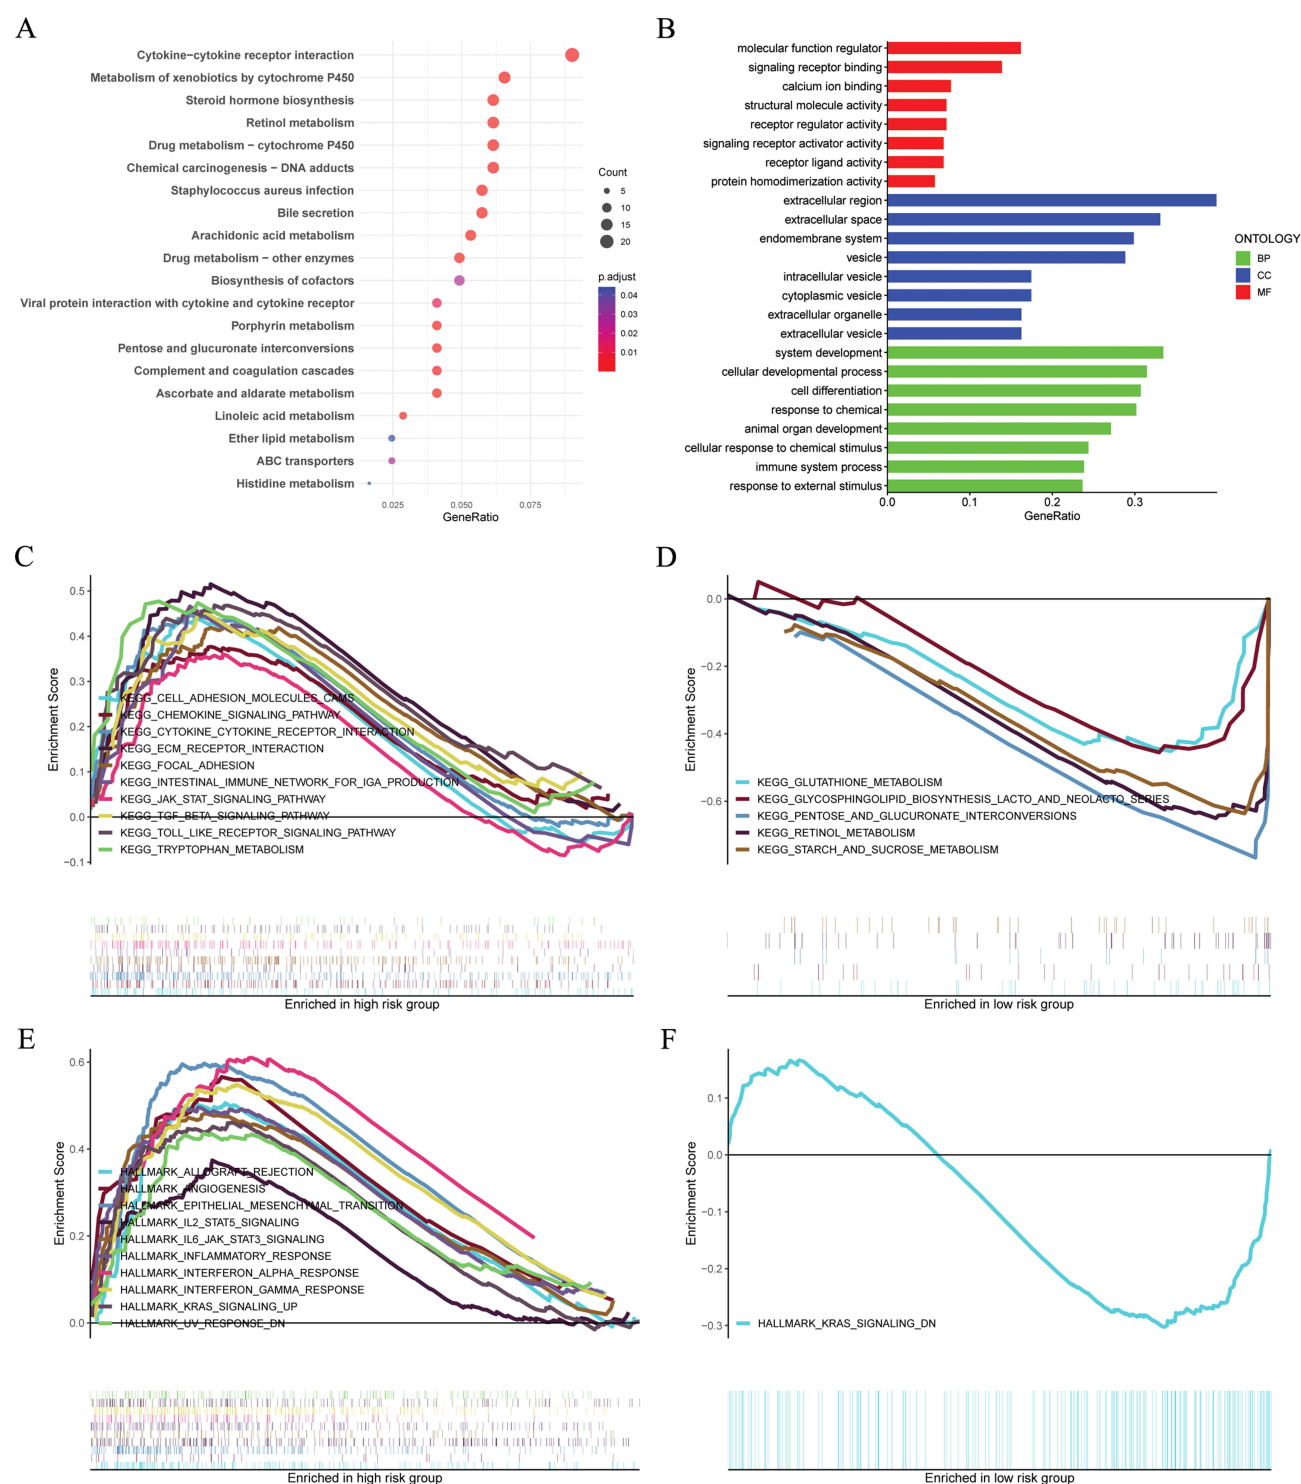 A
Cytokine−cytokine receptor interaction
Metabolism of xenobiotics by cytochrome P450
Steroid hormone biosynthesis
Retinol metabolism
Drug metabolism − cytochrome P450
Chemical carcinogenesis − DNA adducts
Staphylococcus aureus infection
Bile secretion
Arachidonic acid metabolism
Drug metabolism − other enzymes
Biosynthesis of cofactors
Viral protein interaction with cytokine and cytokine receptor
Porphyrin metabolism
Pentose and glucuronate interconversions
Complement and coagulation cascades
Ascorbate and aldarate metabolism
Linoleic acid metabolism
Ether lipid metabolism
ABC transporters
Histidine metabolism
0.025 0.050 0.075
GeneRatio
Count
5
10
15
20
p.adjust
0.04
0.03
0.02
0.01
B
molecular function regulator
signaling receptor binding
calcium ion binding
structural molecule activity
receptor regulator activity
signaling receptor activator activity
receptor ligand activity
protein homodimerization activity
extracellular region
extracellular space
endomembrane system
vesicle
intracellular vesicle
cytoplasmic vesicle
extracellular organelle
extracellular vesicle
system development
cellular developmental process
cell differentiation
response to chemical
animal organ development
cellular response to chemical stimulus
immune system process
response to external stimulus
0.0 0.1 0.2 0.3
GeneRatio
ONTOLOGY
BP
CC
MF
C
Enrichment Score
0.5
0.4
0.3
0.2
0.1
0.0
−0.1
KEGG_CELL_ADHESION_MOLECULES_CAMS
KEGG_CHEMOKINE_SIGNALING_PATHWAY
KEGG_CYTOKINE_CYTOKINE_RECEPTOR_INTERACTION
KEGG_ECM_RECEPTOR_INTERACTION
KEGG_FOCAL_ADHESION
KEGG_INTESTINAL_IMMUNE_NETWORK_FOR_IGA_PRODUCTION
KEGG_JAK_STAT_SIGNALING_PATHWAY
KEGG_TGF_BETA_SIGNALING_PATHWAY
KEGG_TOLL_LIKE_RECEPTOR_SIGNALING_PATHWAY
KEGG_TRYPTOPHAN_METABOLISM
Enriched in high risk group
D
Enrichment Score
0.0
−0.2
−0.4
−0.6
KEGG_GLUTATHIONE_METABOLISM
KEGG_GLYCOSPHINGOLIPID_BIOSYNTHESIS_LACTO_AND_NEOLACTO_SERIES
KEGG_PENTOSE_AND_GLUCURONATE_INTERCONVERSIONS
KEGG_RETINOL_METABOLISM
KEGG_STARCH_AND_SUCROSE_METABOLISM
Enriched in low risk group
E
Enrichment Score
0.6
0.4
0.2
0.0
HALLMARK_ALLOGRAFT_REJECTION
HALLMARK_ANGIOGENESIS
HALLMARK_EPITHELIAL_MESENCHYMAL_TRANSITION
HALLMARK_IL2_STAT5_SIGNALING
HALLMARK_IL6_JAK_STAT3_SIGNALING
HALLMARK_INFLAMMATORY_RESPONSE
HALLMARK_INTERFERON_ALPHA_RESPONSE
HALLMARK_INTERFERON_GAMMA_RESPONSE
HALLMARK_KRAS_SIGNALING_UP
HALLMARK_UV_RESPONSE_DN
Enriched in high risk group
F
Enrichment Score
0.1
0.0
−0.1
−0.2
−0.3
HALLMARK_KRAS_SIGNALING_DN
Enriched in low risk group